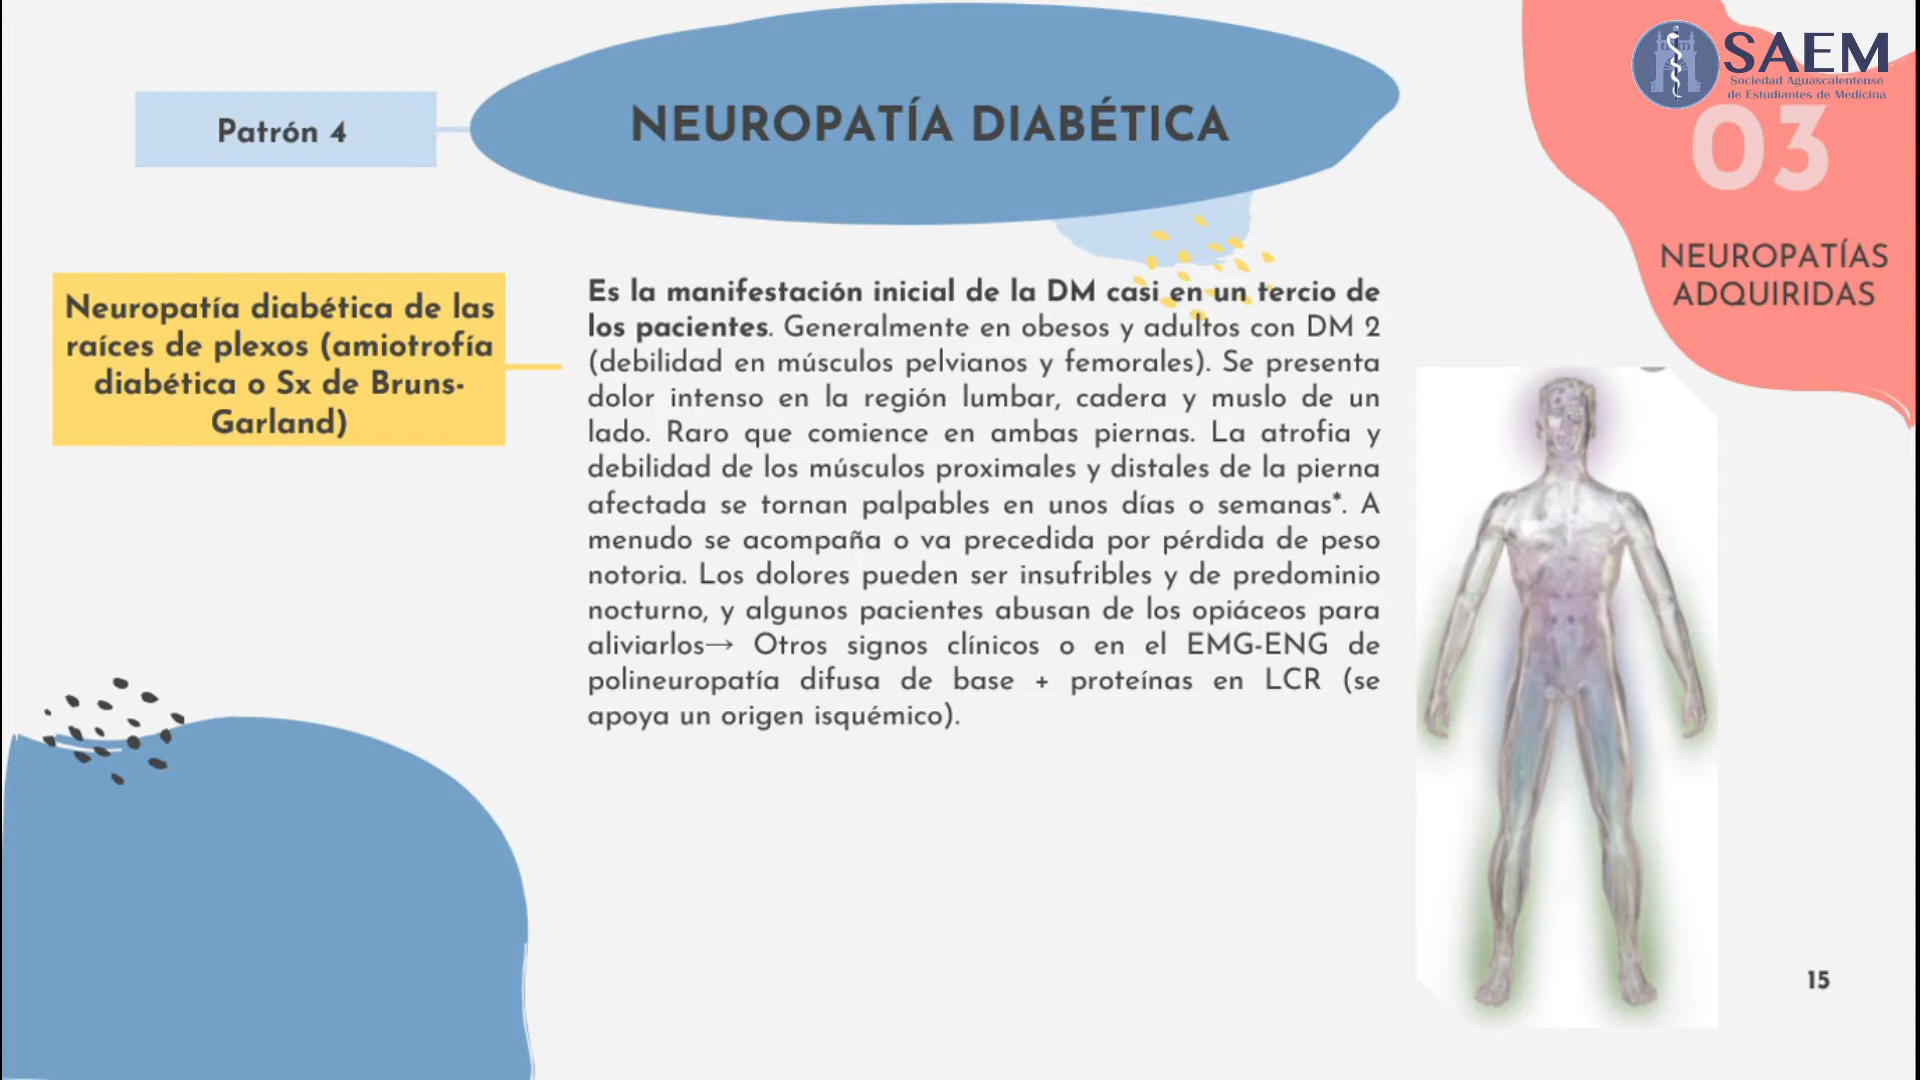 SAEM
Sociedad Aguascalentense
de Estudiantes de Medicina
Patrón 4
NEUROPATÍA DIABÉTICA
03
NEUROPATÍAS
ADQUIRIDAS
Neuropatía diabética de las
raíces de plexos (amiotrofía
diabética o Sx de Bruns-
Garland)
Es la manifestación inicial de la DM casi en un tercio de
los pacientes. Generalmente en obesos y adultos con DM 2
(debilidad en músculos pelvianos y femorales). Se presenta
dolor intenso en la región lumbar, cadera y muslo de un
lado. Raro que comience en ambas piernas. La atrofia y
debilidad de los músculos proximales y distales de la pierna
afectada se tornan palpables en unos días o semanas*. A
menudo se acompaña o va precedida por pérdida de peso
notoria. Los dolores pueden ser insufribles y de predominio
nocturno, y algunos pacientes abusan de los opiáceos para
aliviarlos→ Otros signos clínicos o en el EMG-ENG de
polineuropatía difusa de base + proteínas en LCR (se
apoya un origen isquémico).
15